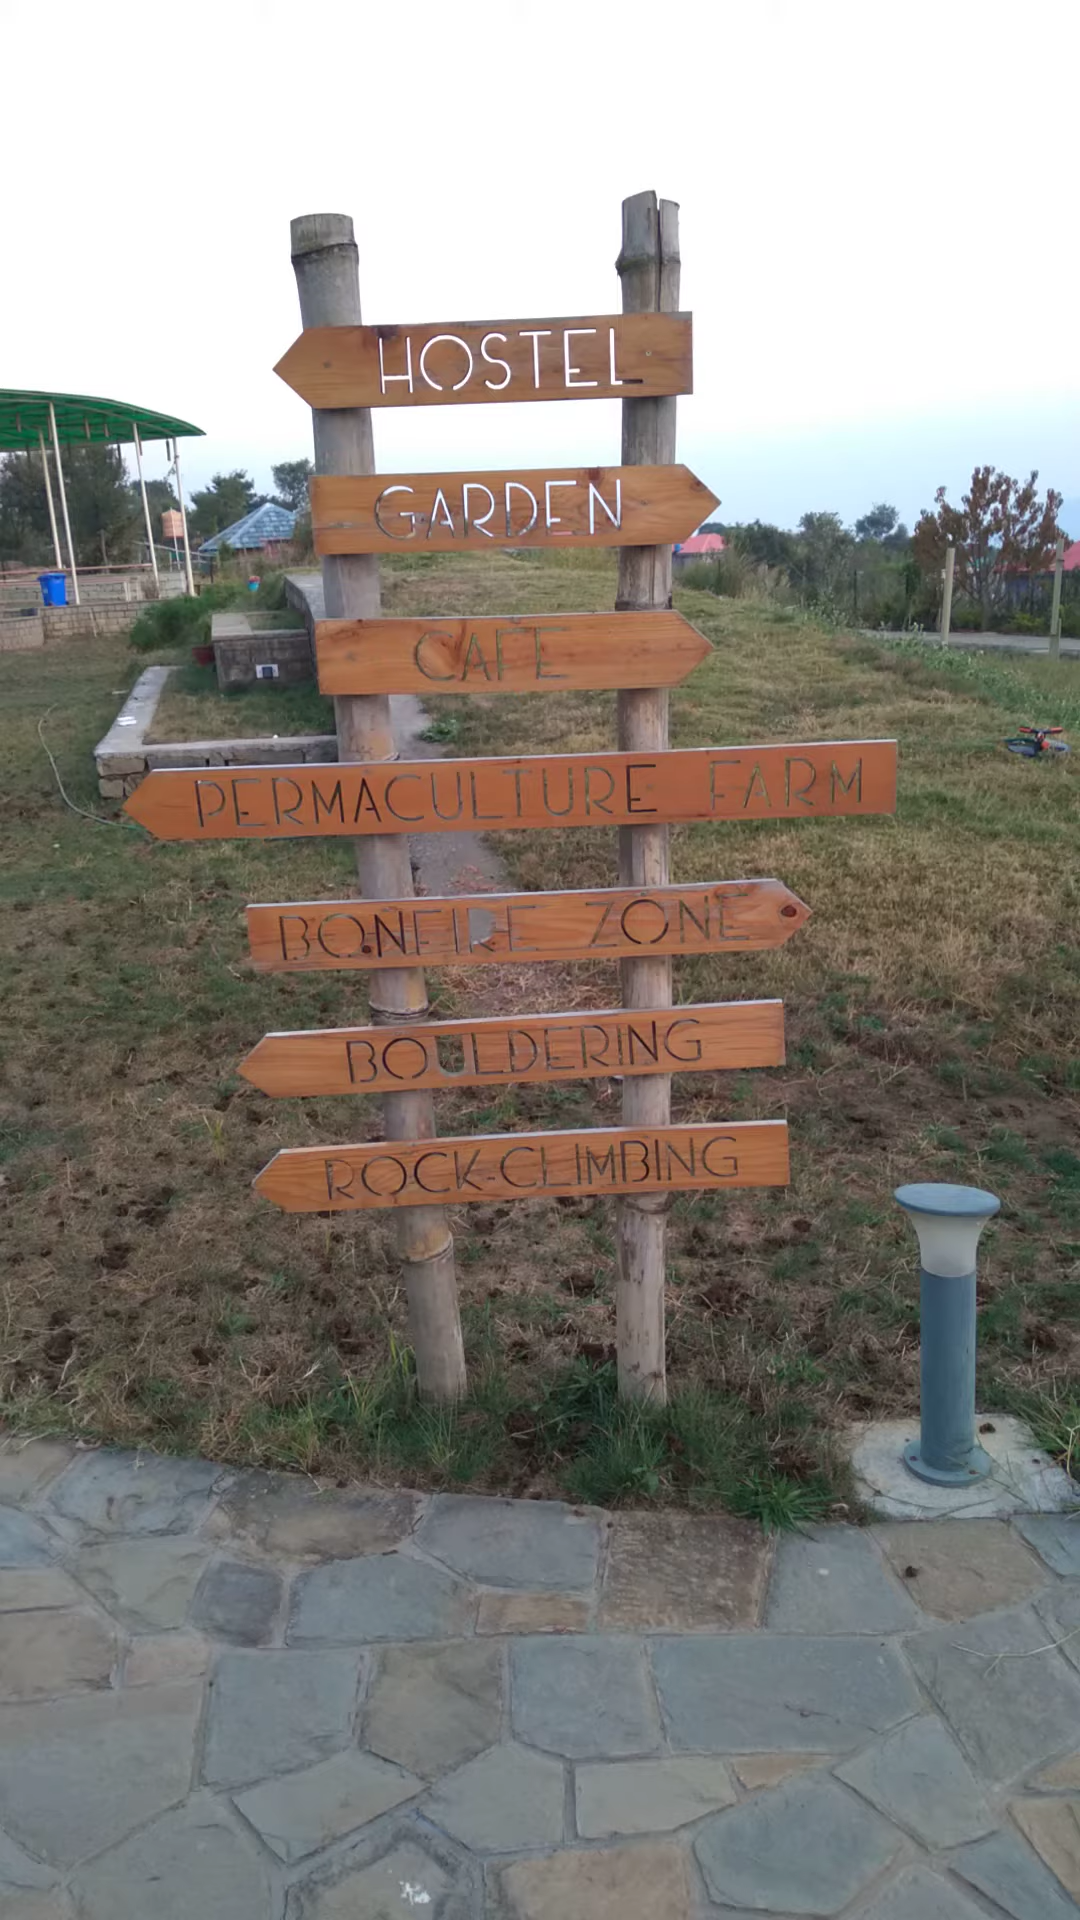 HOSTEL
GARDEN
CAFE
PERMACULTURE FARM
BONFIRE ZONE
BOULDERING
ROCK-CLIMBING